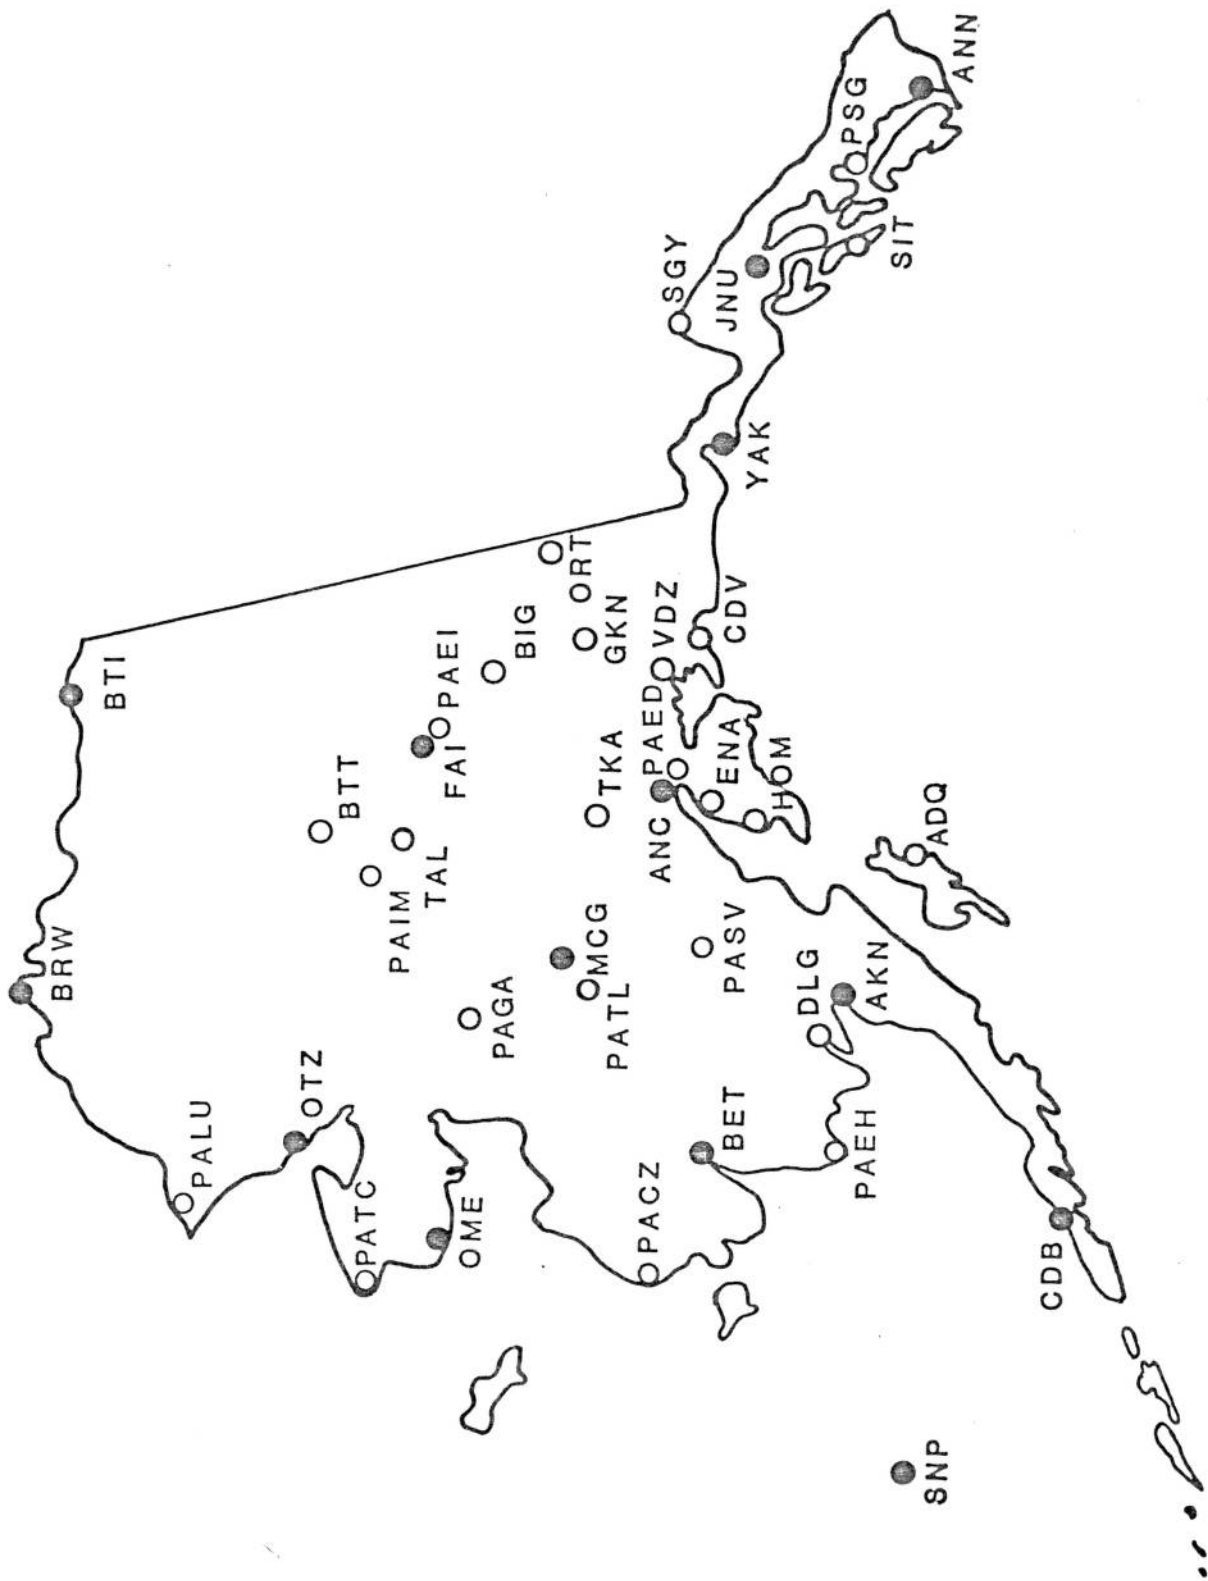 BRW
BTI
PALU
OTZ
BTT
PAIM
TAL
FAI
PAEI
PATC
OME
PAGA
BIG
ORT
GKN
MCG
PATL
TKA
PACZ
BET
PASV
ANC
PAED
VDZ
CDV
ENA
HOM
YAK
SGY
JNU
SIT
PSG
ANN
DLG
AKN
PAEH
ADQ
CDB
SNP